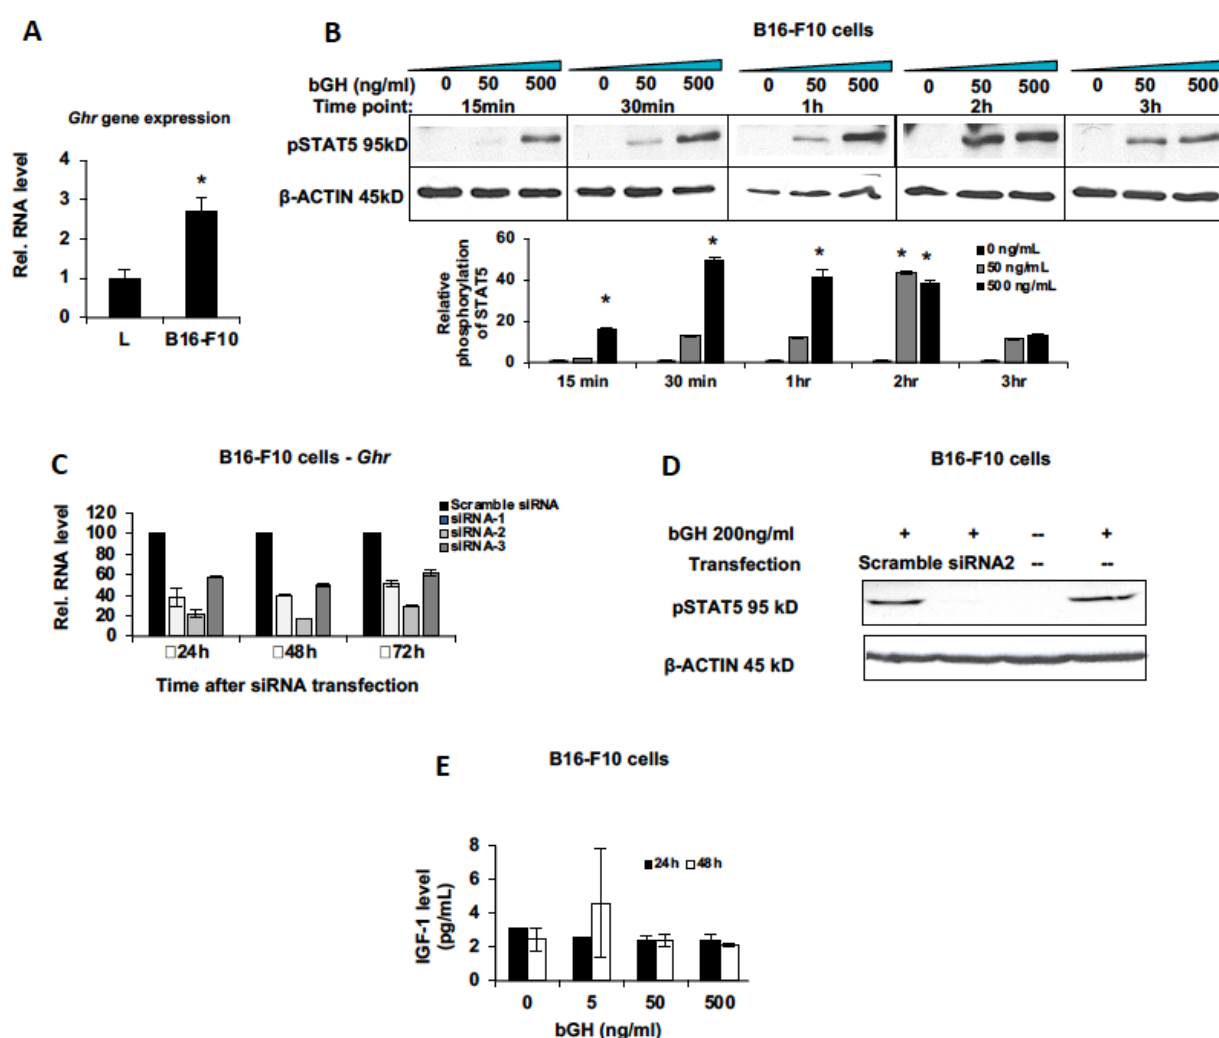 A
Ghr gene expression
Rel. RNA level
4
3
2
1
0
*
L B16-F10
B
B16-F10 cells
bGH (ng/ml) 0 50 500 0 50 500 0 50 500 0 50 500 0 50 500
Time point: 15min 30min 1h 2h 3h
pSTAT5 95kD
β-ACTIN 45kD
Relative
phosphorylation
of STAT5
60
40
20
0
* * * * *
0 ng/mL
50 ng/mL
500 ng/mL
15 min 30 min 1hr 2hr 3hr
C
B16-F10 cells - Ghr
Rel. RNA level
120
100
80
60
40
20
0
Scramble siRNA
siRNA-1
siRNA-2
siRNA-3
□24h □48h □72h
Time after siRNA transfection
D
B16-F10 cells
bGH 200ng/ml + + -- +
Transfection Scramble siRNA2 -- --
pSTAT5 95 kD
β-ACTIN 45 kD
E
B16-F10 cells
IGF-1 level
(pg/mL)
8
6
4
2
0
24h 48h
0 5 50 500
bGH (ng/ml)